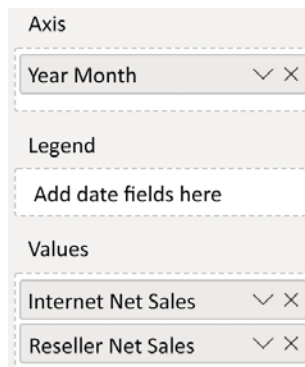 Axis
Year Month
Legend
Add date fields here
Values
Internet Net Sales
Reseller Net Sales